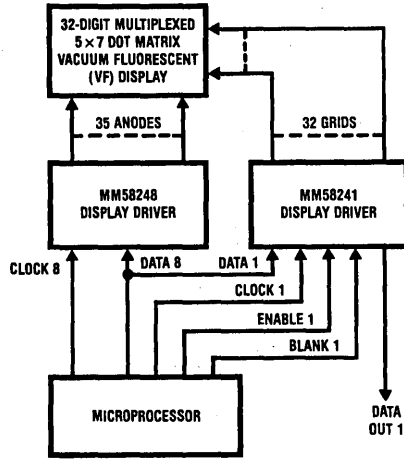 32-DIGIT MULTIPLEXED
5×7 DOT MATRIX
VACUUM FLUORESCENT
(VF) DISPLAY
35 ANODES
32 GRIDS
MM58248
DISPLAY DRIVER
MM58241
DISPLAY DRIVER
CLOCK 8
DATA 8
DATA 1
CLOCK 1
ENABLE 1
BLANK 1
MICROPROCESSOR
DATA
OUT 1